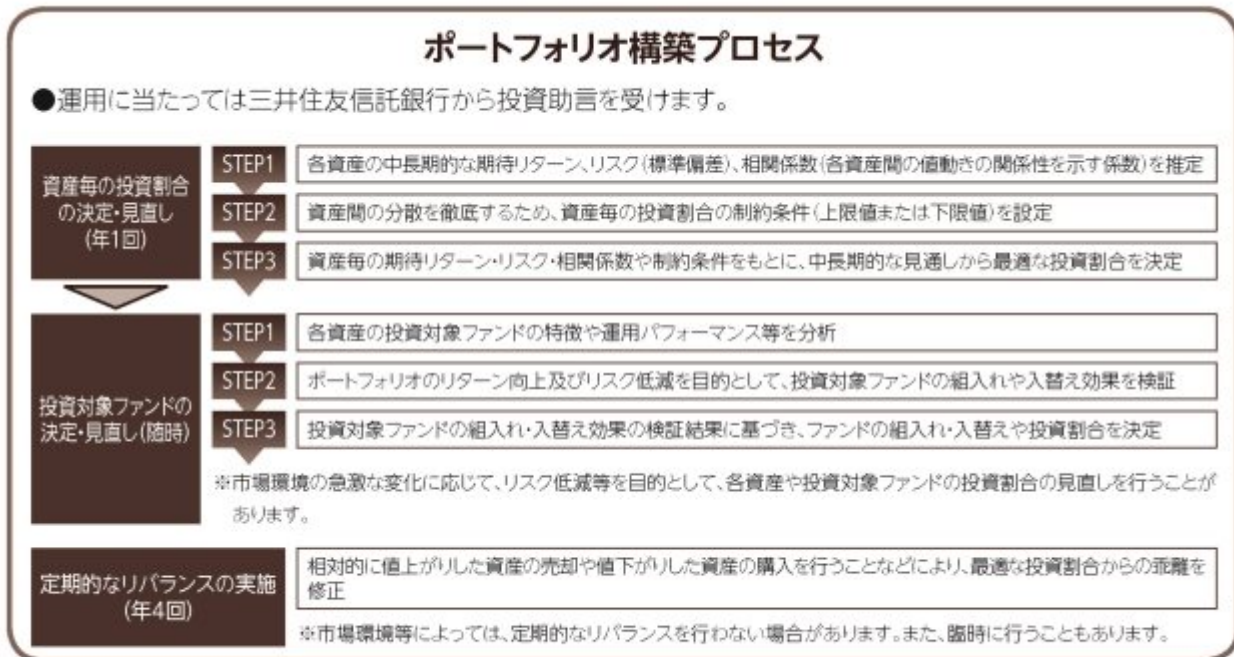 ポートフォリオ構築プロセス
●運用に当たっては三井住友信託銀行から投資助言を受けます。
資産毎の投資割合
の決定・見直し
(年1回)
STEP1
各資産の中長期的な期待リターン、リスク(標準偏差)、相関係数(各資産間の値動きの関係性を示す係数)を推定
STEP2
資産間の分散を徹底するため、資産毎の投資割合の制約条件(上限値または下限値)を設定
STEP3
資産毎の期待リターン・リスク・相関係数や制約条件をもとに、中長期的な見通しから最適な投資割合を決定
投資対象ファンドの
決定・見直し(随時)
STEP1
各資産の投資対象ファンドの特徴や運用パフォーマンス等を分析
STEP2
ポートフォリオのリターン向上及びリスク低減を目的として、投資対象ファンドの組入れや入替え効果を検証
STEP3
投資対象ファンドの組入れ・入替え効果の検証結果に基づき、ファンドの組入れ・入替えや投資割合を決定
※市場環境の急激な変化に応じて、リスク低減等を目的として、各資産や投資対象ファンドの投資割合の見直しを行うことが
あります。
定期的なリバランスの実施
(年4回)
相対的に値上がりした資産の売却や値下がりした資産の購入を行うことなどにより、最適な投資割合からの乖離を
修正
※市場環境等によっては、定期的なリバランスを行わない場合があります。また、臨時に行うこともあります。